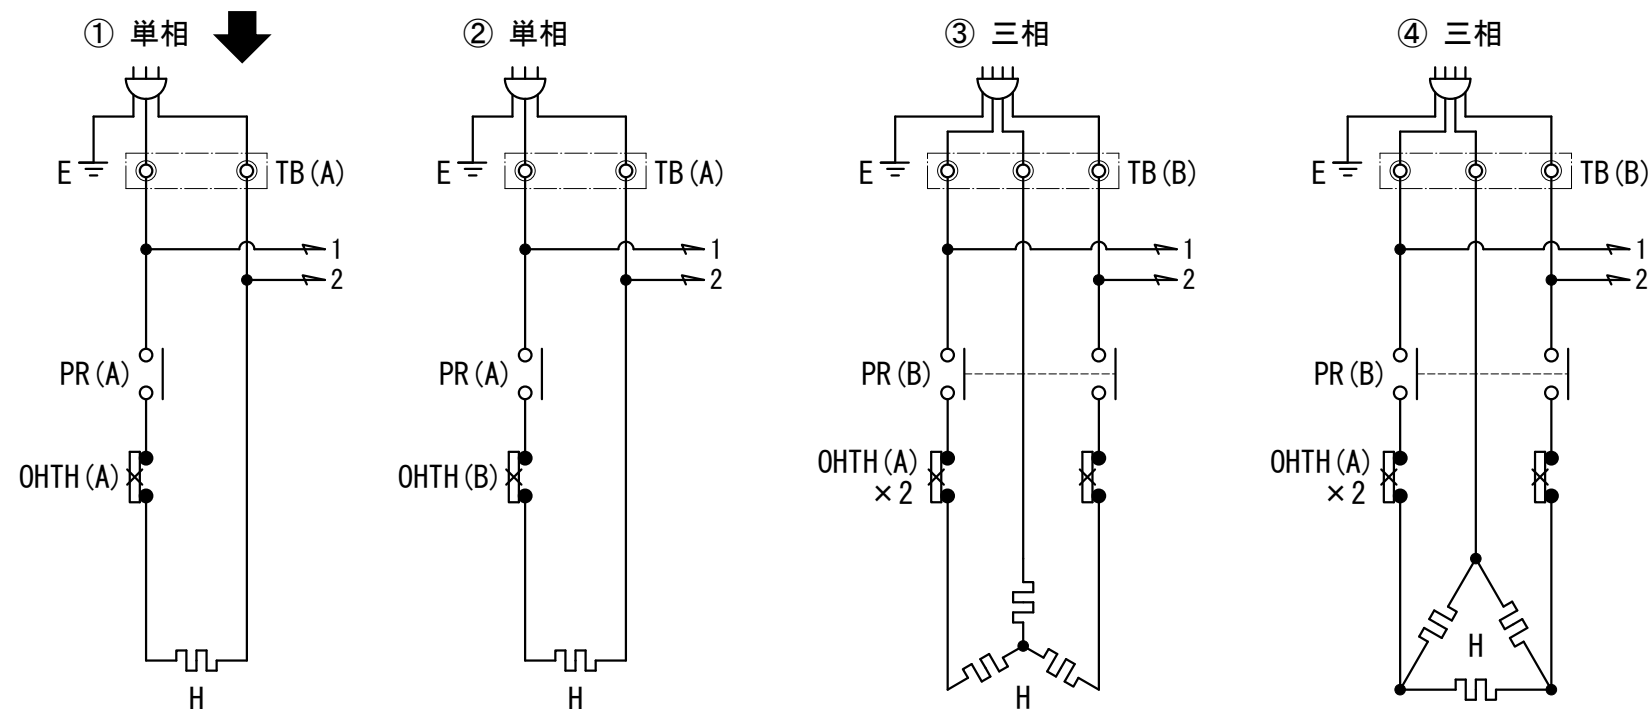 ① 単相
② 単相
③ 三相
④ 三相
E
TB(A)
E
TB(A)
E
TB(B)
E
TB(B)
1
2
1
2
1
2
1
2
PR(A)
PR(A)
PR(B)
PR(B)
OHTH(A)
OHTH(B)
OHTH(A)
×2
OHTH(A)
×2
H
H
H
H